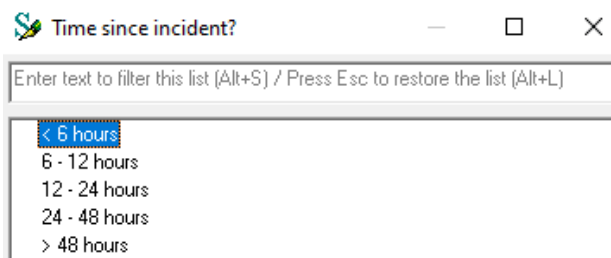 Time since incident?
Enter text to filter this list (Alt+S) / Press Esc to restore the list (Alt+L)
< 6 hours
6 - 12 hours
12 - 24 hours
24 - 48 hours
> 48 hours